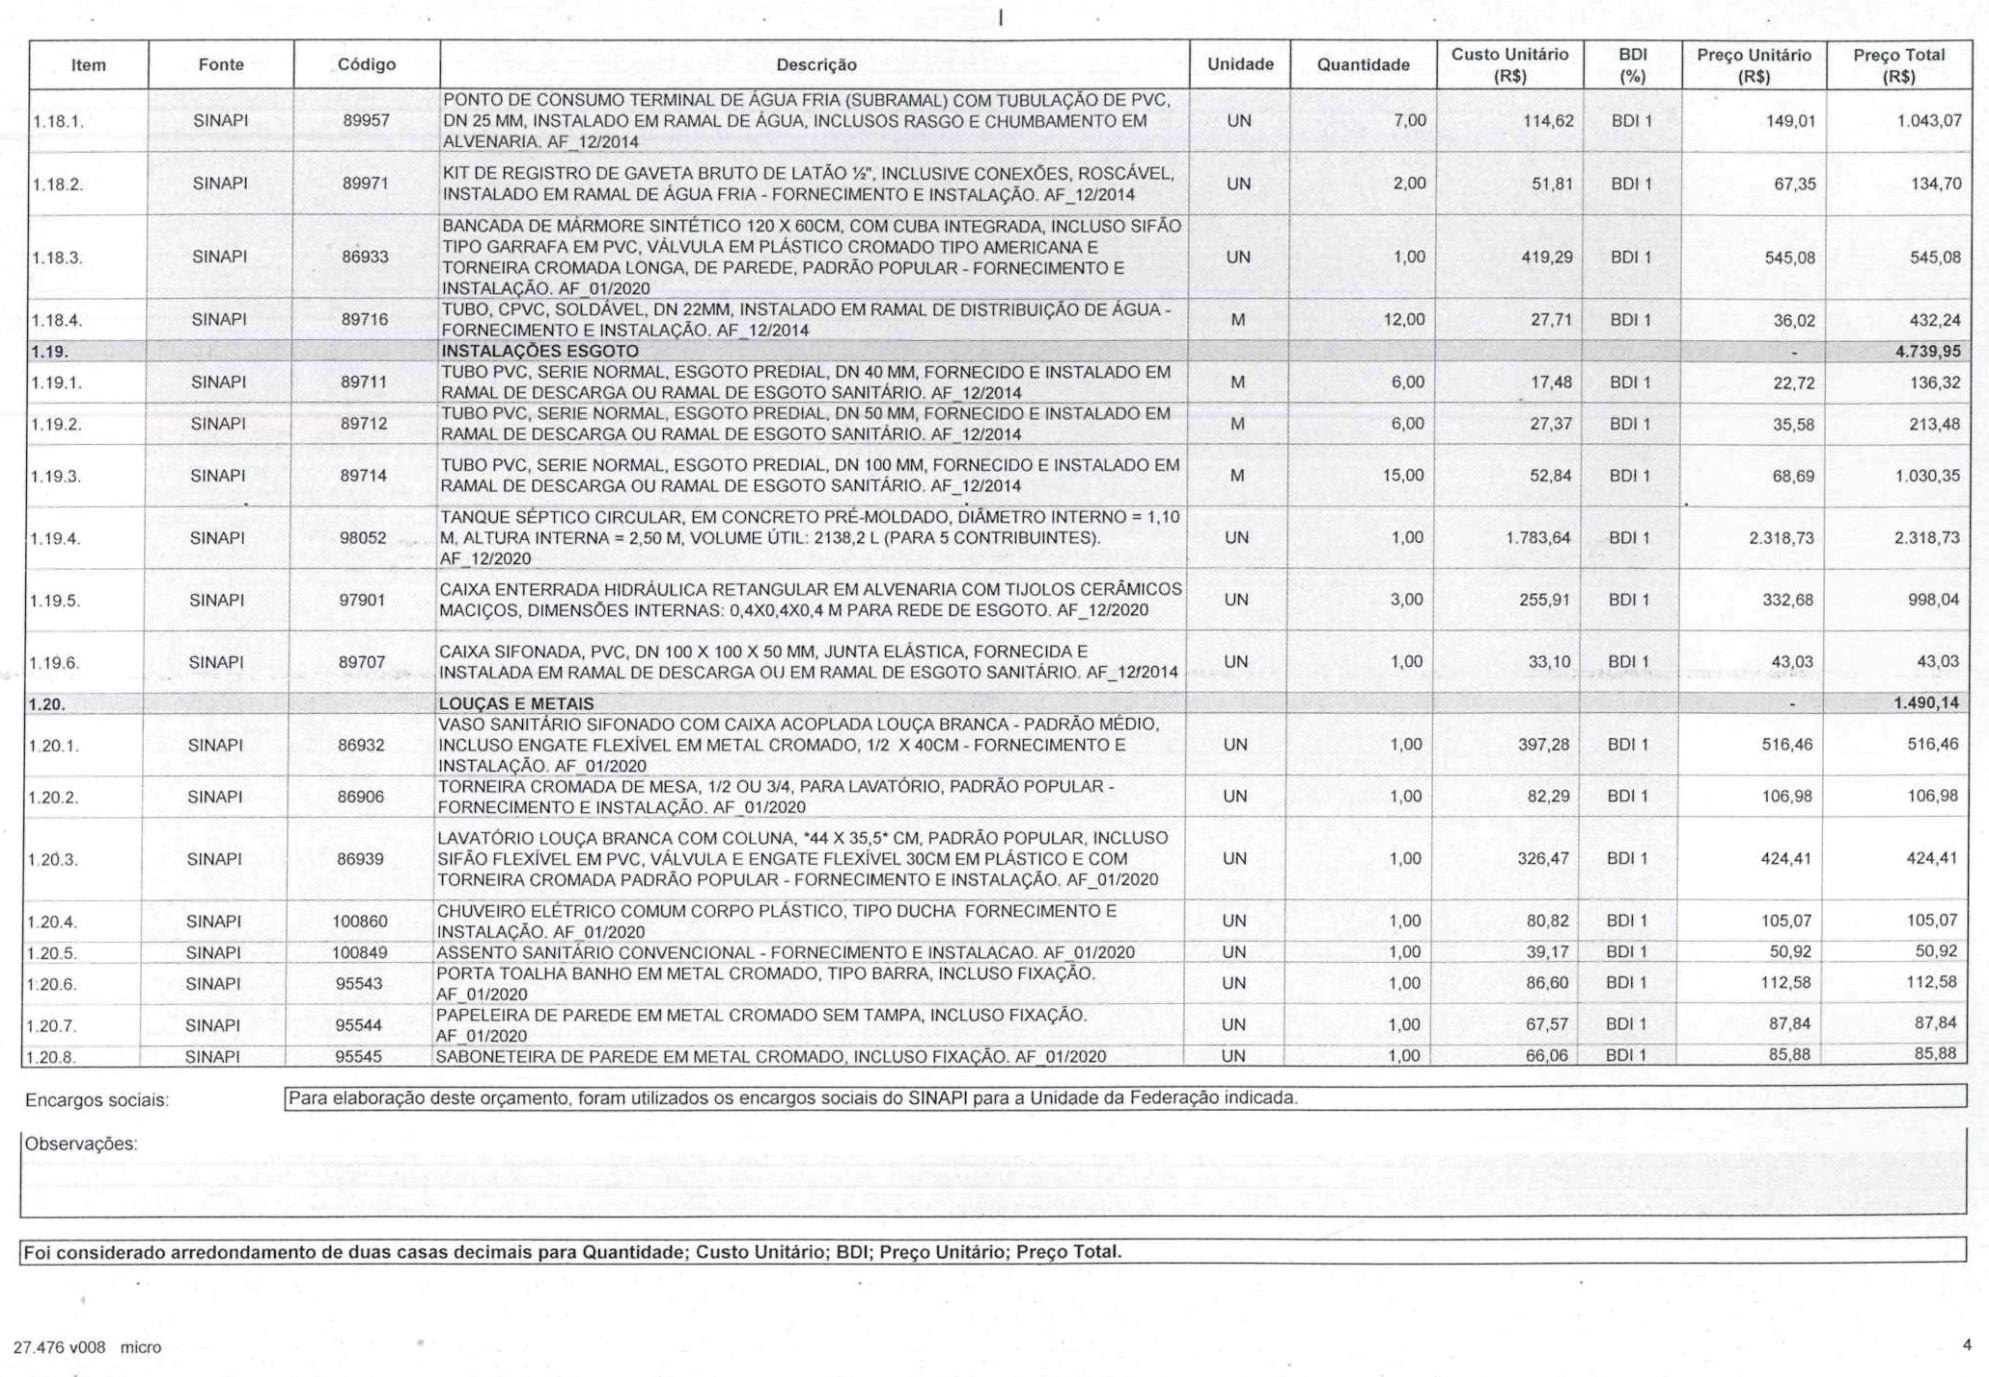 Item Fonte Código Descrição Unidade Quantidade Custo Unitário (R$) BDI (%) Preço Unitário (R$) Preço Total (R$)
1.18.1. SINAPI 89957 PONTO DE CONSUMO TERMINAL DE ÁGUA FRIA (SUBRAMAL) COM TUBULAÇÃO DE PVC,
DN 25 MM, INSTALADO EM RAMAL DE ÁGUA, INCLUSOS RASGO E CHUMBAMENTO EM
ALVENARIA. AF_12/2014 UN 7,00 114,62 BDI 1 149,01 1.043,07
1.18.2. SINAPI 89971 KIT DE REGISTRO DE GAVETA BRUTO DE LATÃO ½", INCLUSIVE CONEXÕES, ROSCÁVEL,
INSTALADO EM RAMAL DE ÁGUA FRIA - FORNECIMENTO E INSTALAÇÃO. AF_12/2014 UN 2,00 51,81 BDI 1 67,35 134,70
1.18.3. SINAPI 86933 BANCADA DE MÁRMORE SINTÉTICO 120 X 60CM, COM CUBA INTEGRADA, INCLUSO SIFÃO
TIPO GARRAFA EM PVC, VÁLVULA EM PLÁSTICO CROMADO TIPO AMERICANA E
TORNEIRA CROMADA LONGA, DE PAREDE, PADRÃO POPULAR - FORNECIMENTO E
INSTALAÇÃO. AF_01/2020 UN 1,00 419,29 BDI 1 545,08 545,08
1.18.4. SINAPI 89716 TUBO, CPVC, SOLDÁVEL, DN 22MM, INSTALADO EM RAMAL DE DISTRIBUIÇÃO DE ÁGUA -
FORNECIMENTO E INSTALAÇÃO. AF_12/2014 M 12,00 27,71 BDI 1 36,02 432,24
1.19. INSTALAÇÕES ESGOTO - 4.739,95
1.19.1. SINAPI 89711 TUBO PVC, SERIE NORMAL, ESGOTO PREDIAL, DN 40 MM, FORNECIDO E INSTALADO EM
RAMAL DE DESCARGA OU RAMAL DE ESGOTO SANITÁRIO. AF_12/2014 M 6,00 17,48 BDI 1 22,72 136,32
1.19.2. SINAPI 89712 TUBO PVC, SERIE NORMAL, ESGOTO PREDIAL, DN 50 MM, FORNECIDO E INSTALADO EM
RAMAL DE DESCARGA OU RAMAL DE ESGOTO SANITÁRIO. AF_12/2014 M 6,00 27,37 BDI 1 35,58 213,48
1.19.3. SINAPI 89714 TUBO PVC, SERIE NORMAL, ESGOTO PREDIAL, DN 100 MM, FORNECIDO E INSTALADO EM
RAMAL DE DESCARGA OU RAMAL DE ESGOTO SANITÁRIO. AF_12/2014 M 15,00 52,84 BDI 1 68,69 1.030,35
1.19.4. SINAPI 98052 TANQUE SÉPTICO CIRCULAR, EM CONCRETO PRÉ-MOLDADO, DIÂMETRO INTERNO = 1,10
M, ALTURA INTERNA = 2,50 M, VOLUME ÚTIL: 2138,2 L (PARA 5 CONTRIBUINTES).
AF_12/2020 UN 1,00 1.783,64 BDI 1 2.318,73 2.318,73
1.19.5. SINAPI 97901 CAIXA ENTERRADA HIDRÁULICA RETANGULAR EM ALVENARIA COM TIJOLOS CERÂMICOS
MACIÇOS, DIMENSÕES INTERNAS: 0,4X0,4X0,4 M PARA REDE DE ESGOTO. AF_12/2020 UN 3,00 255,91 BDI 1 332,68 998,04
1.19.6. SINAPI 89707 CAIXA SIFONADA, PVC, DN 100 X 100 X 50 MM, JUNTA ELÁSTICA, FORNECIDA E
INSTALADA EM RAMAL DE DESCARGA OU EM RAMAL DE ESGOTO SANITÁRIO. AF_12/2014 UN 1,00 33,10 BDI 1 43,03 43,03
1.20. LOUÇAS E METAIS - 1.490,14
1.20.1. SINAPI 86932 VASO SANITÁRIO SIFONADO COM CAIXA ACOPLADA LOUÇA BRANCA - PADRÃO MÉDIO,
INCLUSO ENGATE FLEXÍVEL EM METAL CROMADO, 1/2 X 40CM - FORNECIMENTO E
INSTALAÇÃO. AF_01/2020 UN 1,00 397,28 BDI 1 516,46 516,46
1.20.2. SINAPI 86906 TORNEIRA CROMADA DE MESA, 1/2 OU 3/4, PARA LAVATÓRIO, PADRÃO POPULAR -
FORNECIMENTO E INSTALAÇÃO. AF_01/2020 UN 1,00 82,29 BDI 1 106,98 106,98
1.20.3. SINAPI 86939 LAVATÓRIO LOUÇA BRANCA COM COLUNA, *44 X 35,5* CM, PADRÃO POPULAR, INCLUSO
SIFÃO FLEXÍVEL EM PVC, VÁLVULA E ENGATE FLEXÍVEL 30CM EM PLÁSTICO E COM
TORNEIRA CROMADA PADRÃO POPULAR - FORNECIMENTO E INSTALAÇÃO. AF_01/2020 UN 1,00 326,47 BDI 1 424,41 424,41
1.20.4. SINAPI 100860 CHUVEIRO ELÉTRICO COMUM CORPO PLÁSTICO, TIPO DUCHA FORNECIMENTO E
INSTALAÇÃO. AF_01/2020 UN 1,00 80,82 BDI 1 105,07 105,07
1.20.5. SINAPI 100849 ASSENTO SANITÁRIO CONVENCIONAL - FORNECIMENTO E INSTALACAO. AF_01/2020 UN 1,00 39,17 BDI 1 50,92 50,92
1.20.6. SINAPI 95543 PORTA TOALHA BANHO EM METAL CROMADO, TIPO BARRA, INCLUSO FIXAÇÃO.
AF_01/2020 UN 1,00 86,60 BDI 1 112,58 112,58
1.20.7. SINAPI 95544 PAPELEIRA DE PAREDE EM METAL CROMADO SEM TAMPA, INCLUSO FIXAÇÃO.
AF_01/2020 UN 1,00 67,57 BDI 1 87,84 87,84
1.20.8. SINAPI 95545 SABONETEIRA DE PAREDE EM METAL CROMADO, INCLUSO FIXAÇÃO. AF_01/2020 UN 1,00 66,06 BDI 1 85,88 85,88
Encargos sociais: Para elaboração deste orçamento, foram utilizados os encargos sociais do SINAPI para a Unidade da Federação indicada.
Observações:
Foi considerado arredondamento de duas casas decimais para Quantidade; Custo Unitário; BDI; Preço Unitário; Preço Total.
27.476 v008 micro 4